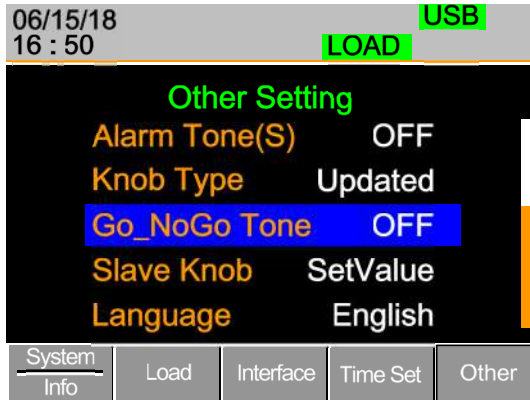 06/15/18 USB
16 : 50 LOAD
Other Setting
Alarm Tone(S) OFF
Knob Type Updated
Go_NoGo Tone OFF
Slave Knob SetValue
Language English
System Info Load Interface Time Set Other